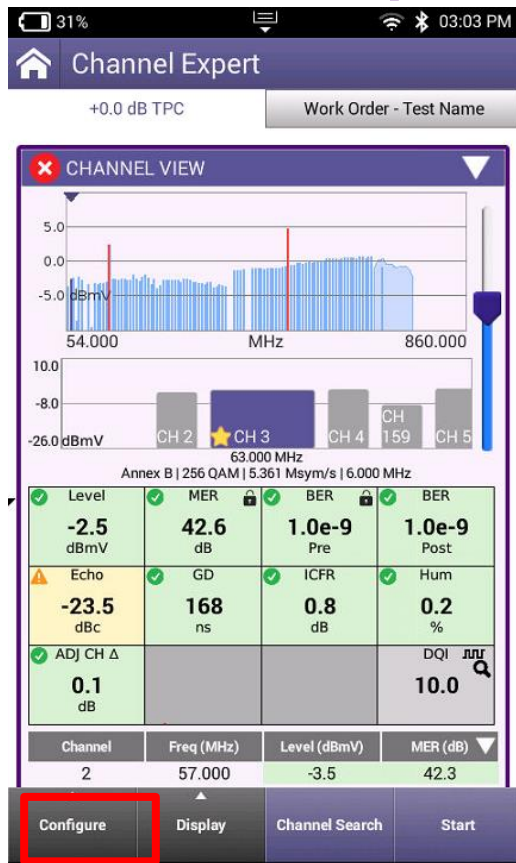 31% 03:03 PM
Channel Expert
+0.0 dB TPC Work Order - Test Name
CHANNEL VIEW
5.0
0.0
-5.0 dBmV
54.000 MHz 860.000
10.0
-8.0
-26.0 dBmV CH 2 CH 3 CH 4 CH 159 CH 5
63.000 MHz
Annex B | 256 QAM | 5.361 Msym/s | 6.000 MHz
Level MER BER BER
-2.5 42.6 1.0e-9 1.0e-9
dBmV dB Pre Post
Echo GD ICFR Hum
-23.5 168 0.8 0.2
dBc ns dB %
ADJ CH Δ DQI
0.1 10.0
dB
Channel Freq (MHz) Level (dBmV) MER (dB)
2 57.000 -3.5 42.3
Configure Display Channel Search Start